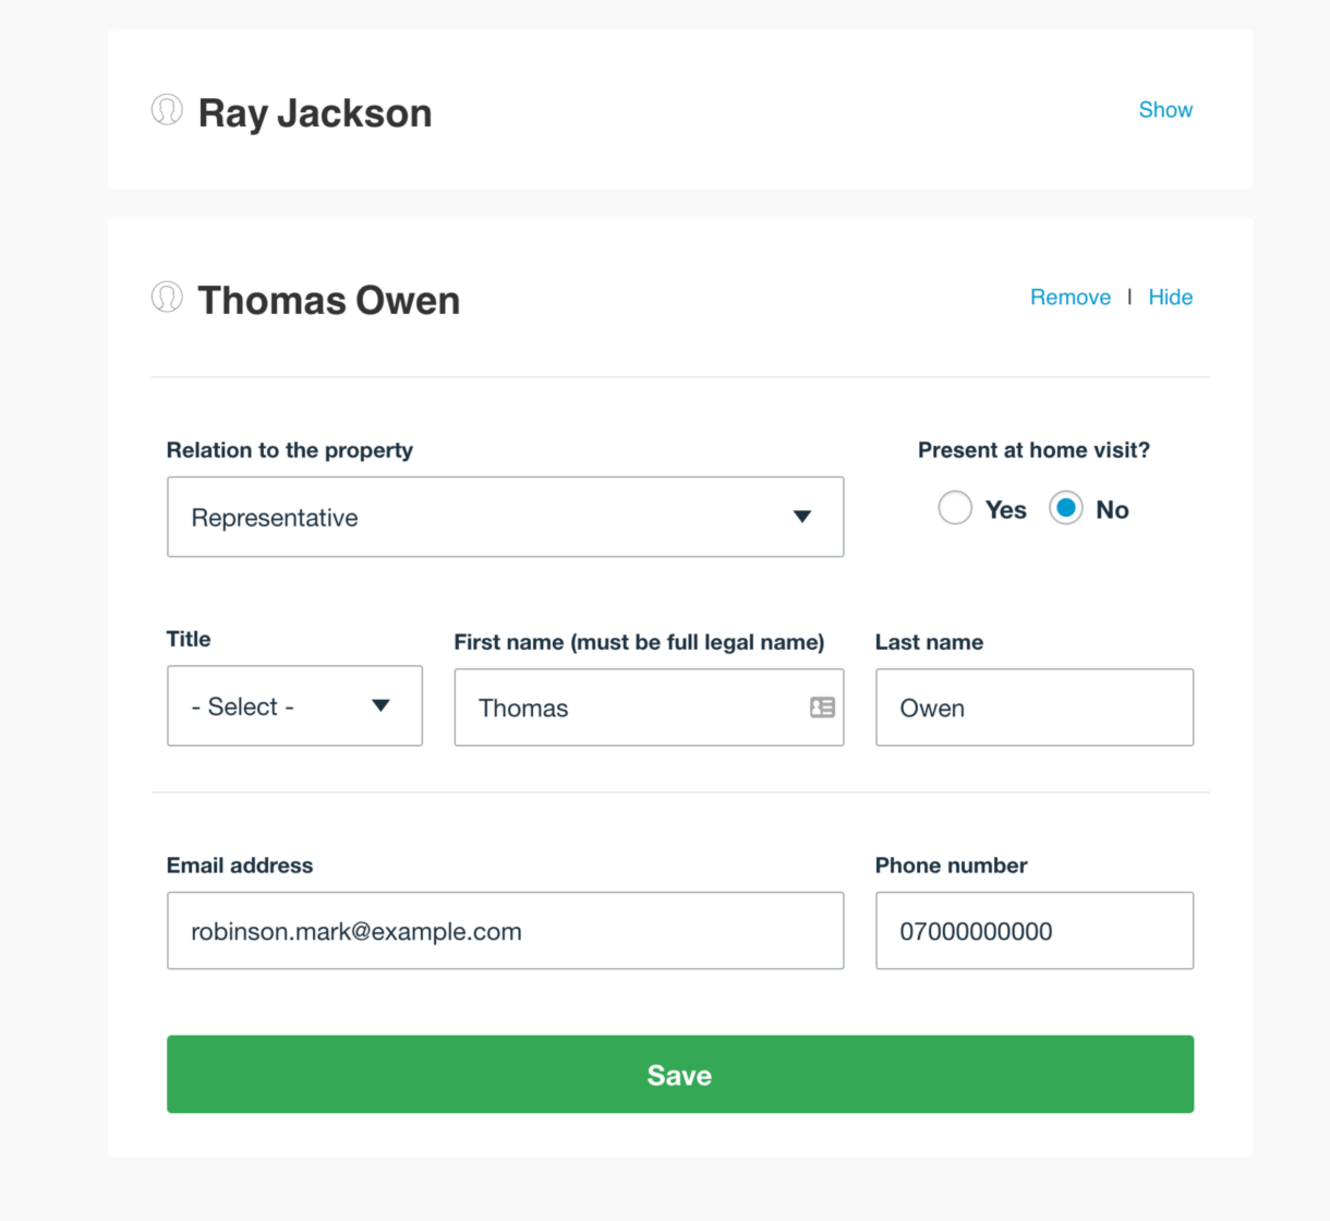 Ray Jackson
Show
Thomas Owen
Remove | Hide
Relation to the property
Present at home visit?
Representative
Yes
No
Title
First name (must be full legal name)
Last name
- Select -
Thomas
Owen
Email address
Phone number
robinson.mark@example.com
07000000000
Save